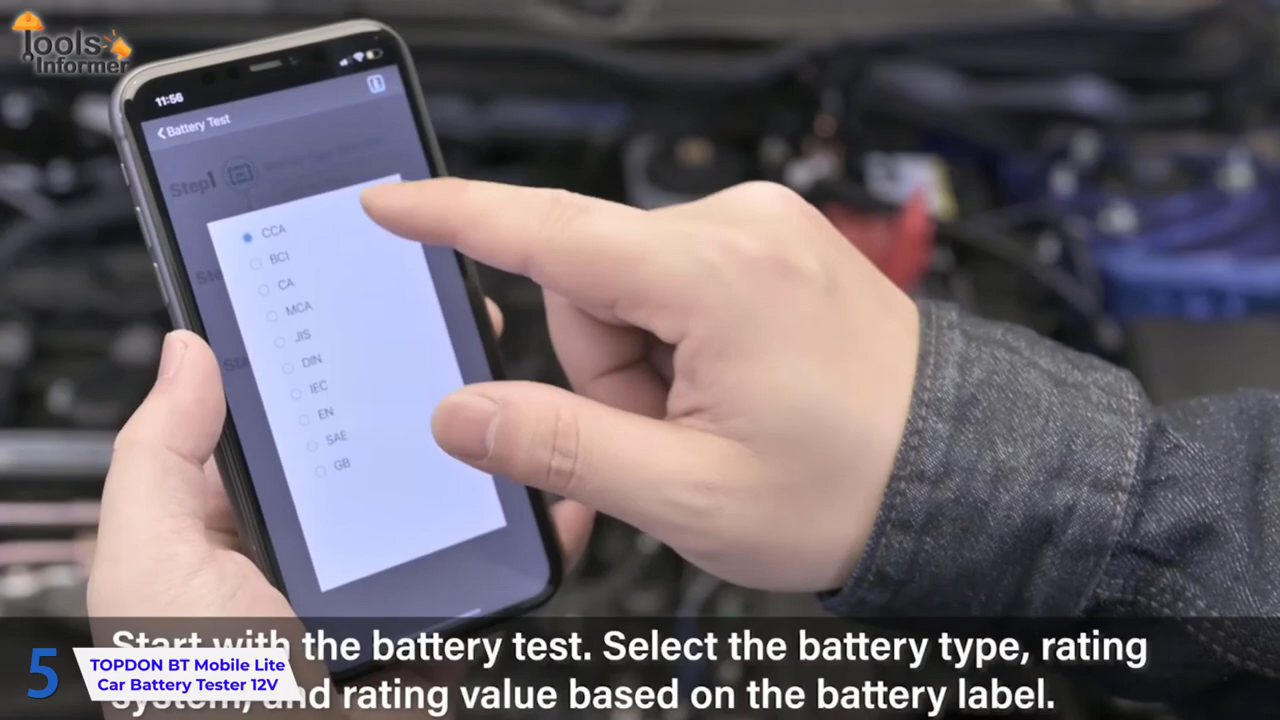 Tools
Informer
11:56
Battery Test
Step1
CCA
BCI
CA
MCA
JIS
DIN
IEC
EN
SAE
GB
Start with the battery test. Select the battery type, rating
system, and rating value based on the battery label.
5
TOPDON BT Mobile Lite
Car Battery Tester 12V